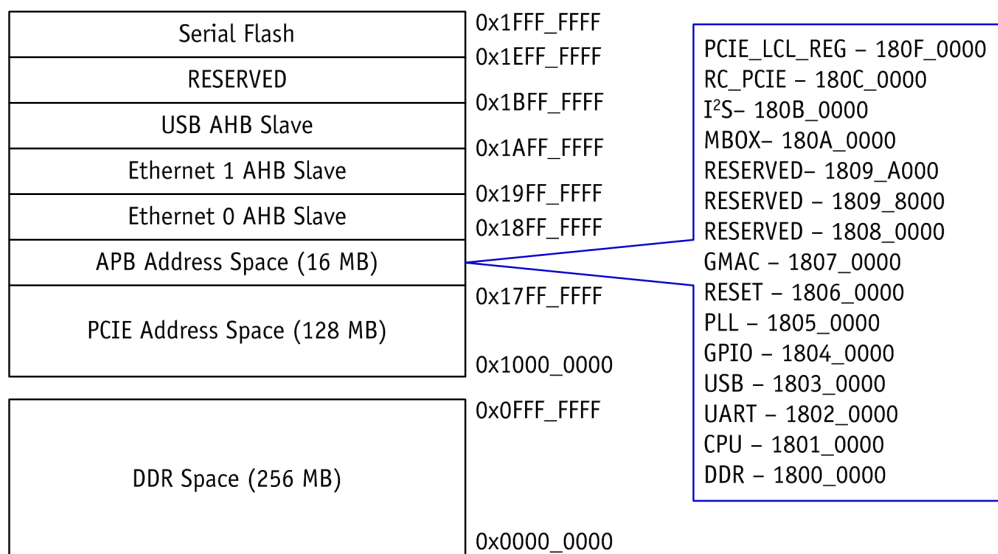 Serial Flash
RESERVED
USB AHB Slave
Ethernet 1 AHB Slave
Ethernet 0 AHB Slave
APB Address Space (16 MB)
PCIE Address Space (128 MB)
DDR Space (256 MB)
0x1FFF_FFFF
0x1EFF_FFFF
0x1BFF_FFFF
0x1AFF_FFFF
0x19FF_FFFF
0x18FF_FFFF
0x17FF_FFFF
0x1000_0000
0x0FFF_FFFF
0x0000_0000
PCIE_LCL_REG – 180F_0000
RC_PCIE – 180C_0000
I²S– 180B_0000
MBOX– 180A_0000
RESERVED– 1809_A000
RESERVED – 1809_8000
RESERVED – 1808_0000
GMAC – 1807_0000
RESET – 1806_0000
PLL – 1805_0000
GPIO – 1804_0000
USB – 1803_0000
UART – 1802_0000
CPU – 1801_0000
DDR – 1800_0000